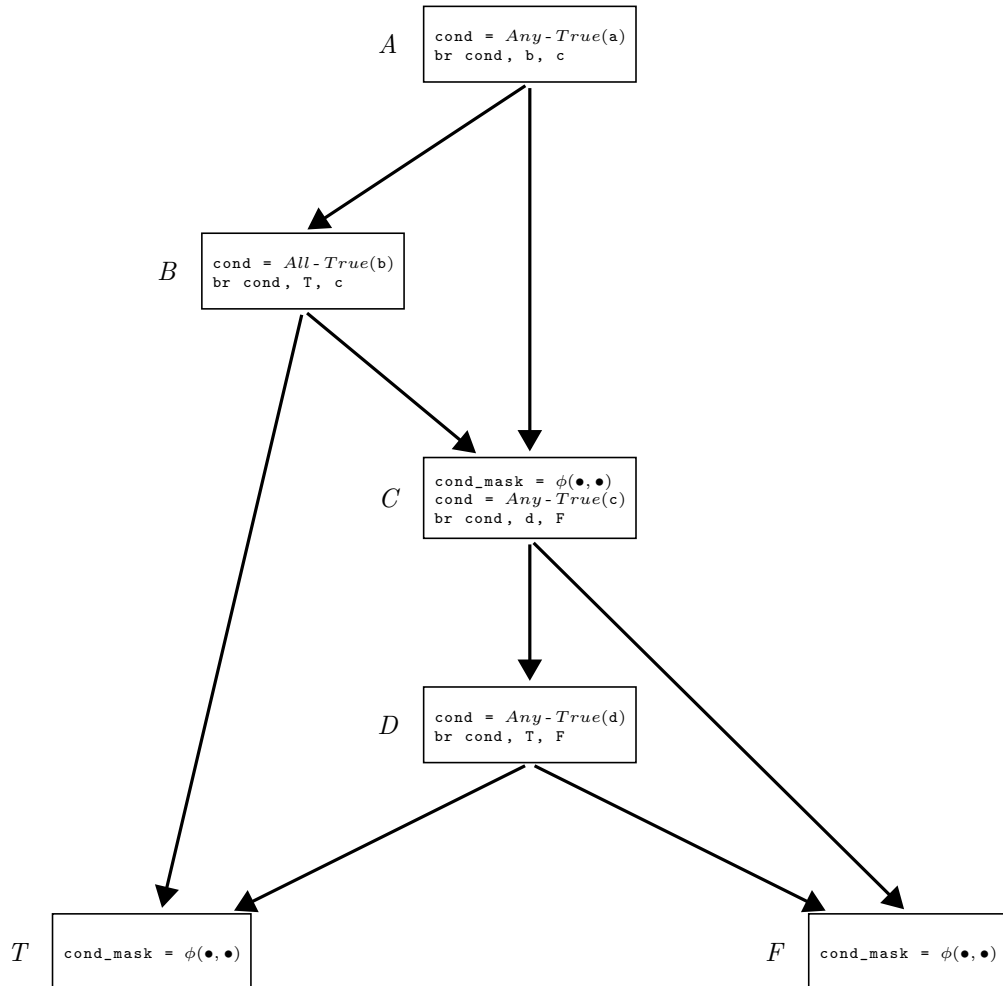 A
cond = Any-True(a)
br cond, b, c
B
cond = All-True(b)
br cond, T, c
C
cond_mask = ϕ(•, •)
cond = Any-True(c)
br cond, d, F
D
cond = Any-True(d)
br cond, T, F
T
cond_mask = ϕ(•, •)
F
cond_mask = ϕ(•, •)